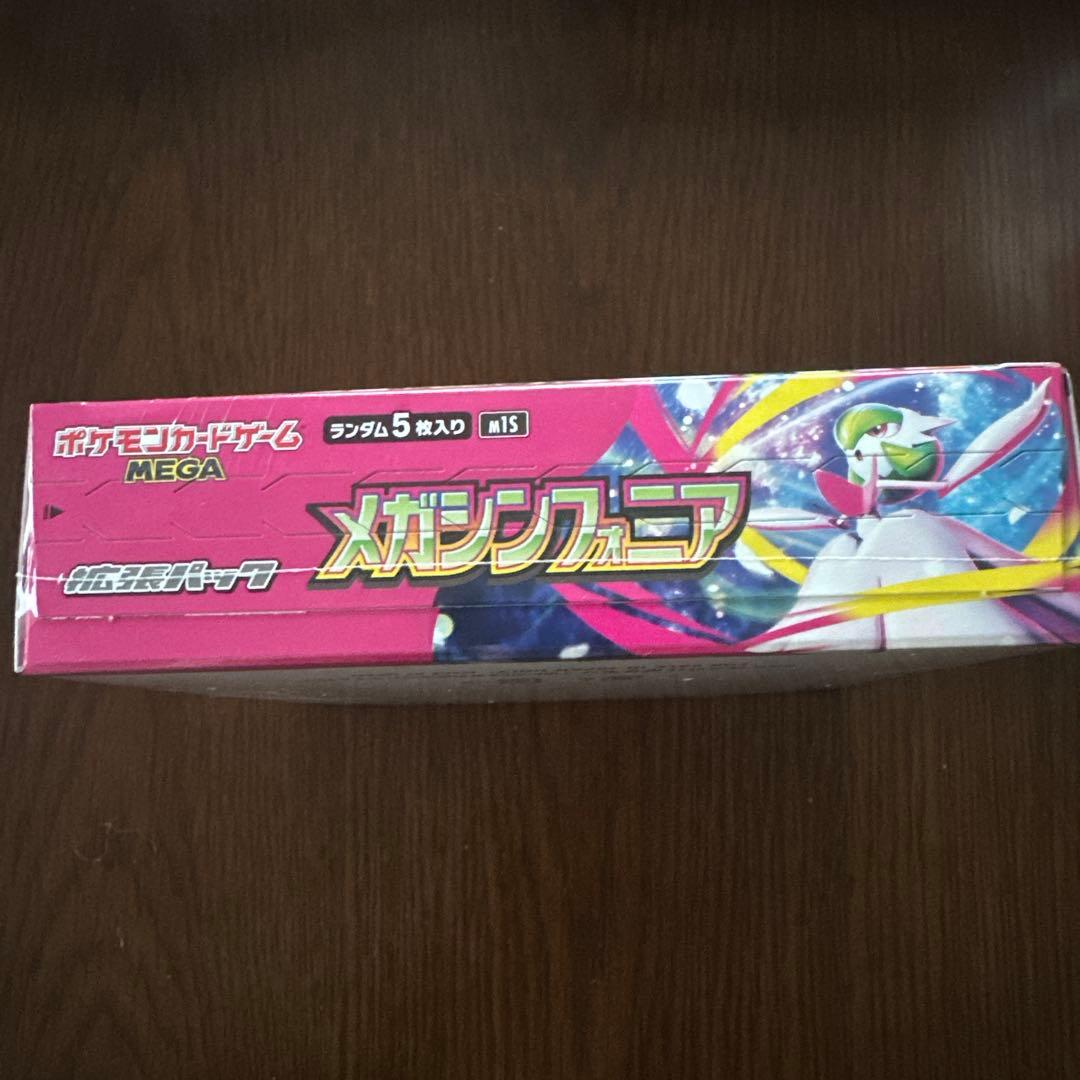 ポケモンカードゲーム
MEGA
ランダム5枚入り
m1S
メガシンフォニア
拡張パック